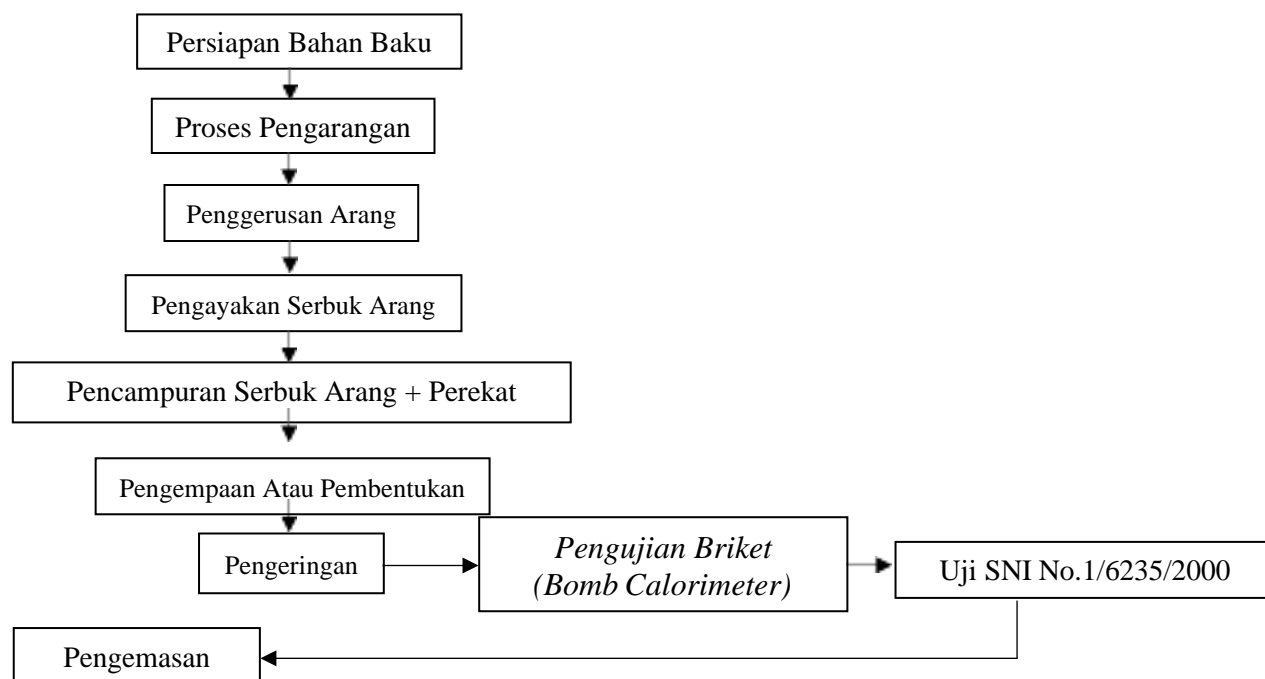 Persiapan Bahan Baku
Proses Pengarangan
Penggerusan Arang
Pengayakan Serbuk Arang
Pencampuran Serbuk Arang + Perekat
Pengempaan Atau Pembentukan
Pengeringan
Pengujian Briket
(Bomb Calorimeter)
Uji SNI No.1/6235/2000
Pengemasan